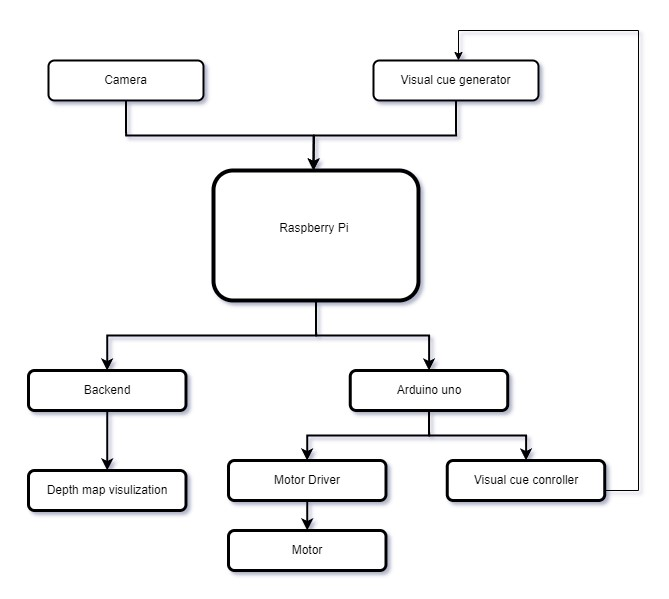 Camera
Visual cue generator
Raspberry Pi
Backend
Arduino uno
Depth map visulization
Motor Driver
Visual cue conroller
Motor